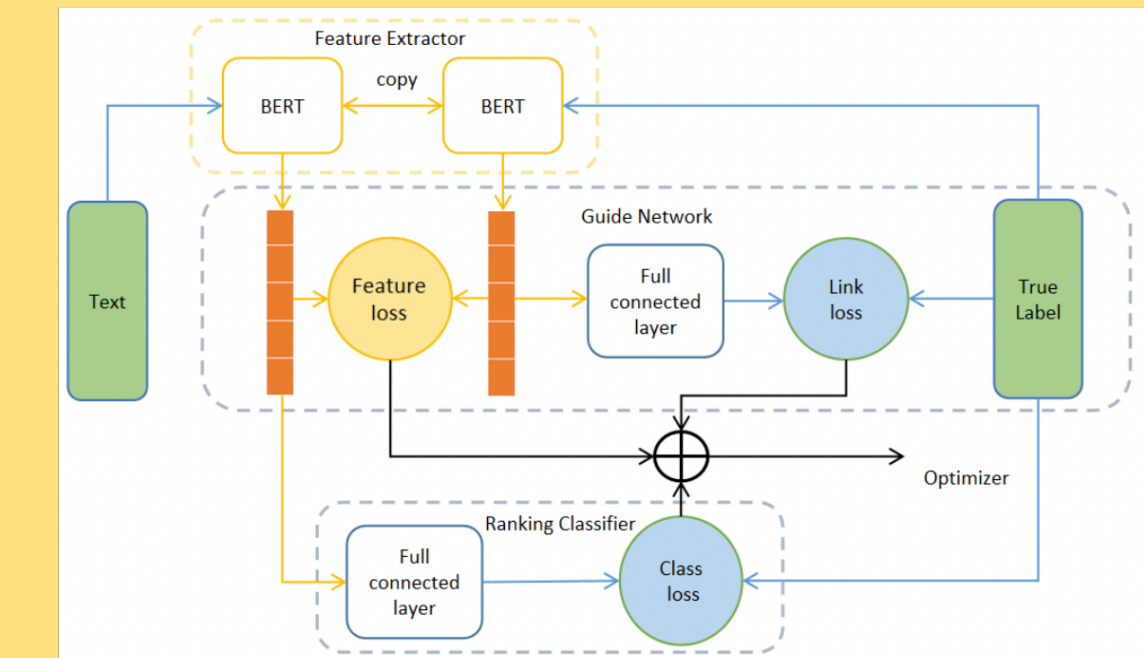 Feature Extractor
copy
BERT
BERT
Guide Network
Text
Feature
loss
Full
connected
layer
Link
loss
True
Label
Optimizer
Ranking Classifier
Full
connected
layer
Class
loss